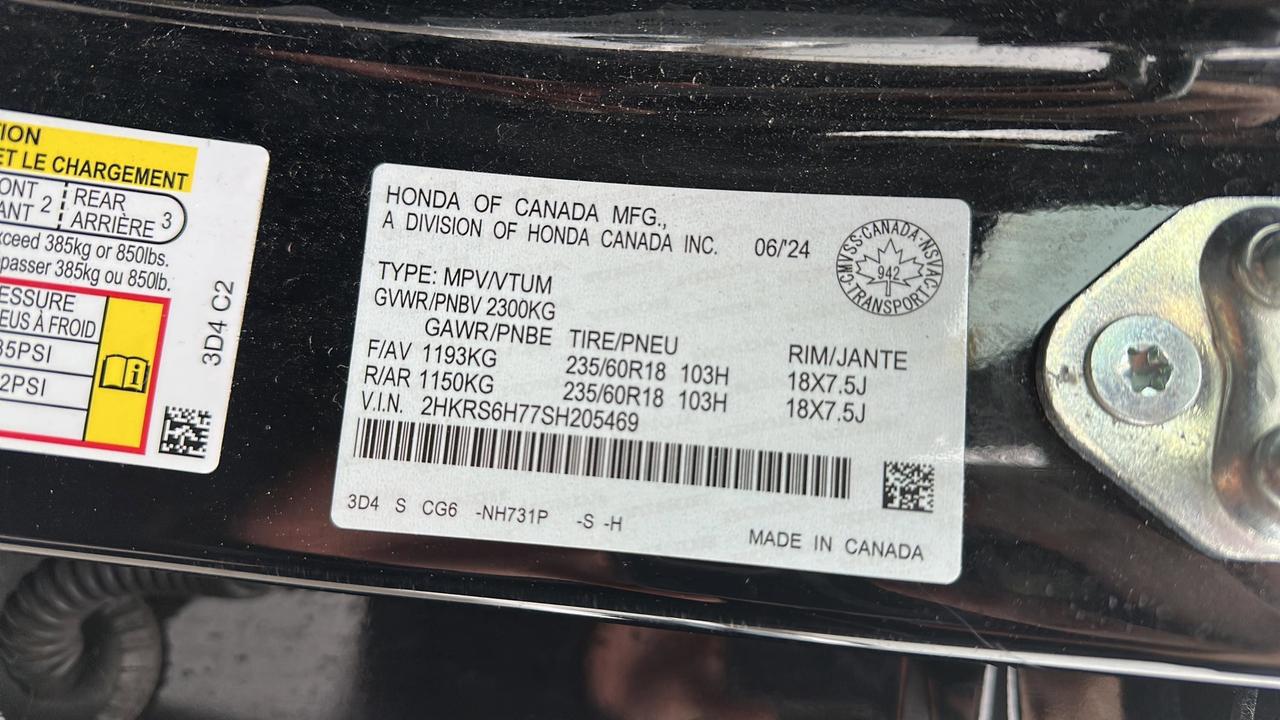 TION
ET LE CHARGEMENT
ONT
ANT 2
REAR
ARRIÈRE 3
xceed 385kg or 850lbs.
passer 385kg ou 850lb.
ESSURE
EUS À FROID
35PSI
2PSI
3D4 C2
HONDA OF CANADA MFG.,
A DIVISION OF HONDA CANADA INC. 06/'24
CMVSS·CANADA·NSVAC
942
TRANSPORT
TYPE: MPV/VTUM
GVWR/PNBV 2300KG
GAWR/PNBE TIRE/PNEU RIM/JANTE
F/AV 1193KG 235/60R18 103H 18X7.5J
R/AR 1150KG 235/60R18 103H 18X7.5J
V.I.N. 2HKRS6H77SH205469
3D4 S CG6 -NH731P -S -H
MADE IN CANADA